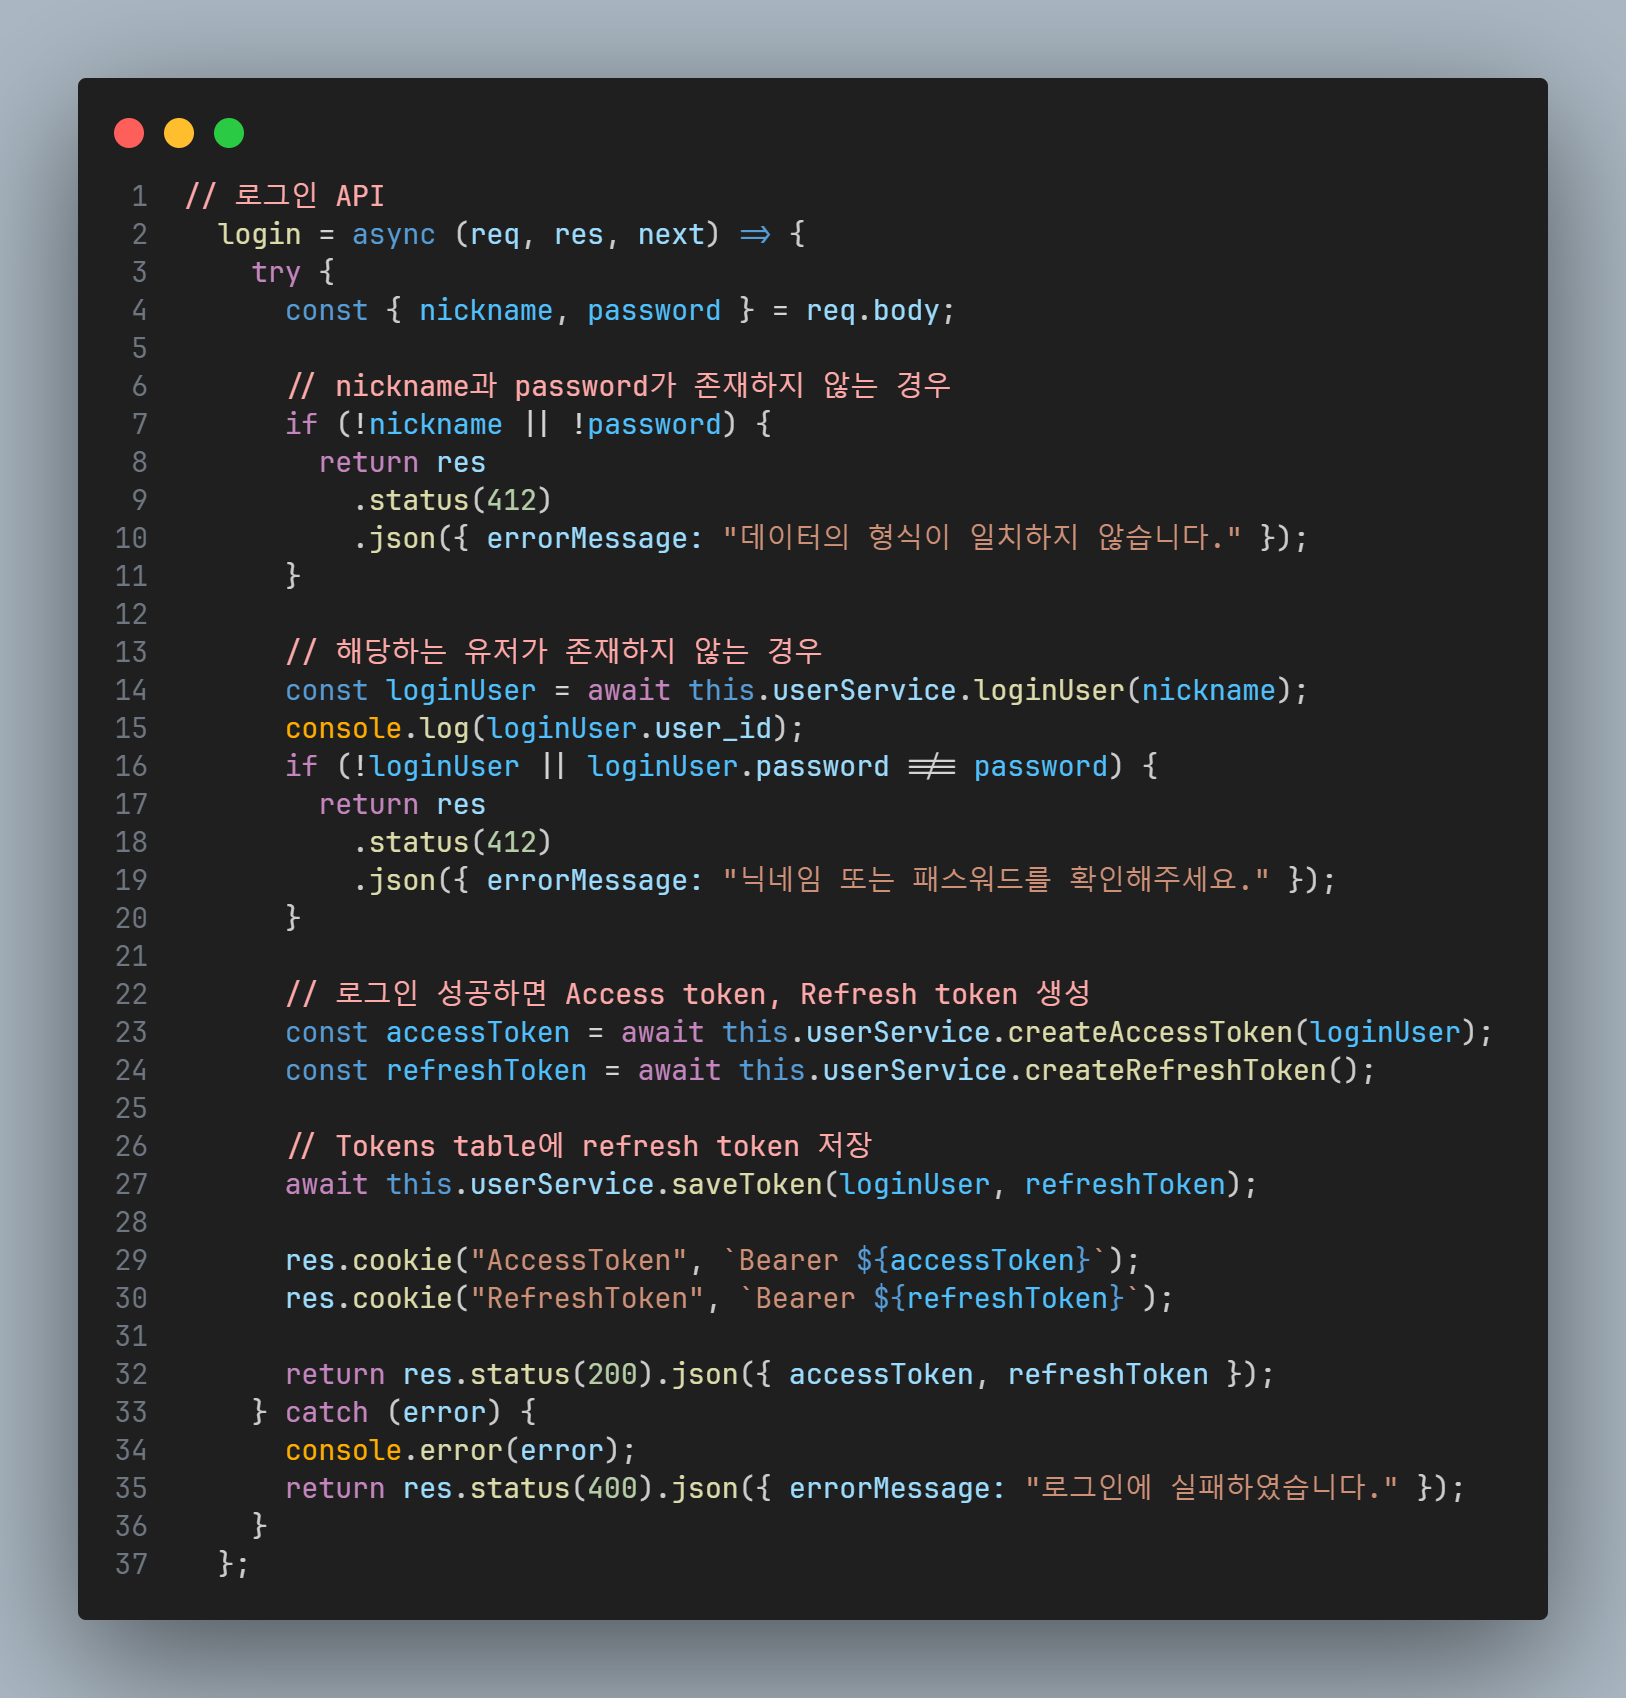 1 // 로그인 API
2 login = async (req, res, next) => {
3 try {
4 const { nickname, password } = req.body;
5
6 // nickname과 password가 존재하지 않는 경우
7 if (!nickname || !password) {
8 return res
9 .status(412)
10 .json({ errorMessage: "데이터의 형식이 일치하지 않습니다." });
11 }
12
13 // 해당하는 유저가 존재하지 않는 경우
14 const loginUser = await this.userService.loginUser(nickname);
15 console.log(loginUser.user_id);
16 if (!loginUser || loginUser.password !== password) {
17 return res
18 .status(412)
19 .json({ errorMessage: "닉네임 또는 패스워드를 확인해주세요." });
20 }
21
22 // 로그인 성공하면 Access token, Refresh token 생성
23 const accessToken = await this.userService.createAccessToken(loginUser);
24 const refreshToken = await this.userService.createRefreshToken();
25
26 // Tokens table에 refresh token 저장
27 await this.userService.saveToken(loginUser, refreshToken);
28
29 res.cookie("AccessToken", `Bearer ${accessToken}`);
30 res.cookie("RefreshToken", `Bearer ${refreshToken}`);
31
32 return res.status(200).json({ accessToken, refreshToken });
33 } catch (error) {
34 console.error(error);
35 return res.status(400).json({ errorMessage: "로그인에 실패하였습니다." });
36 }
37 };